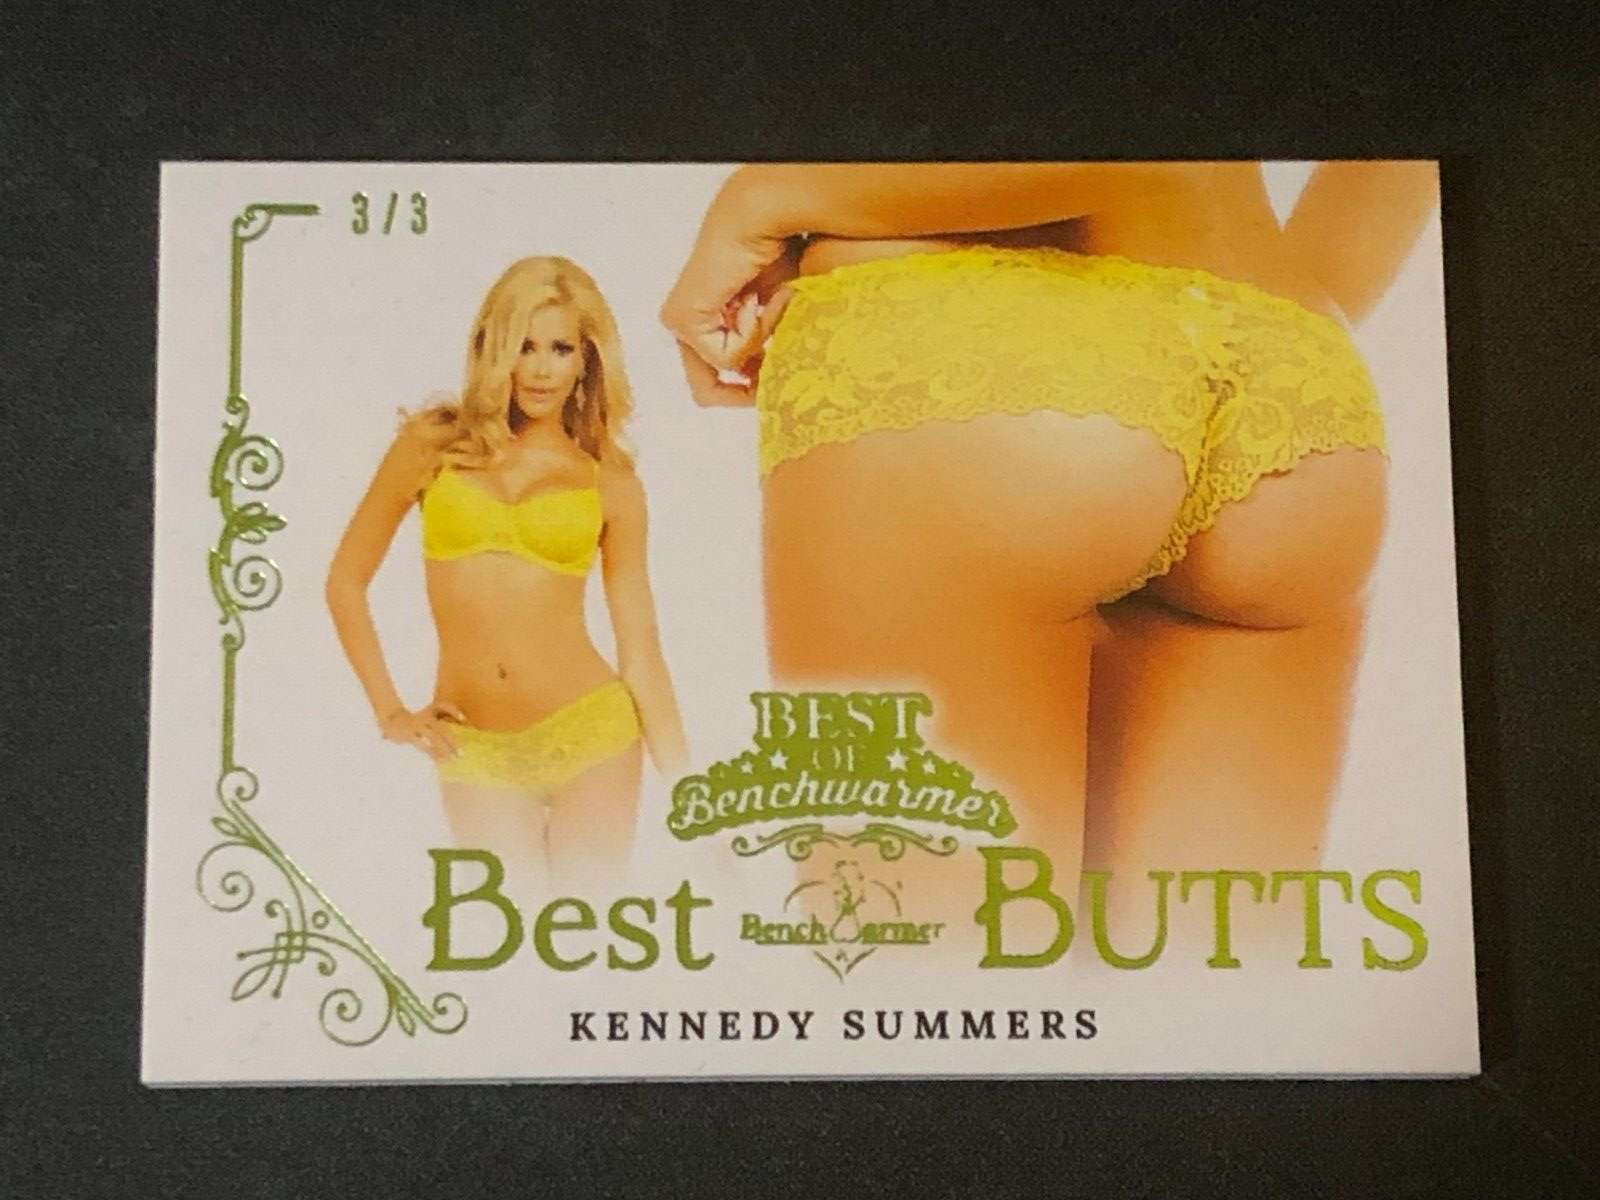 3/3
BEST
OF
Benchwarmer
Best BUTTS
BenchWarmer
KENNEDY SUMMERS